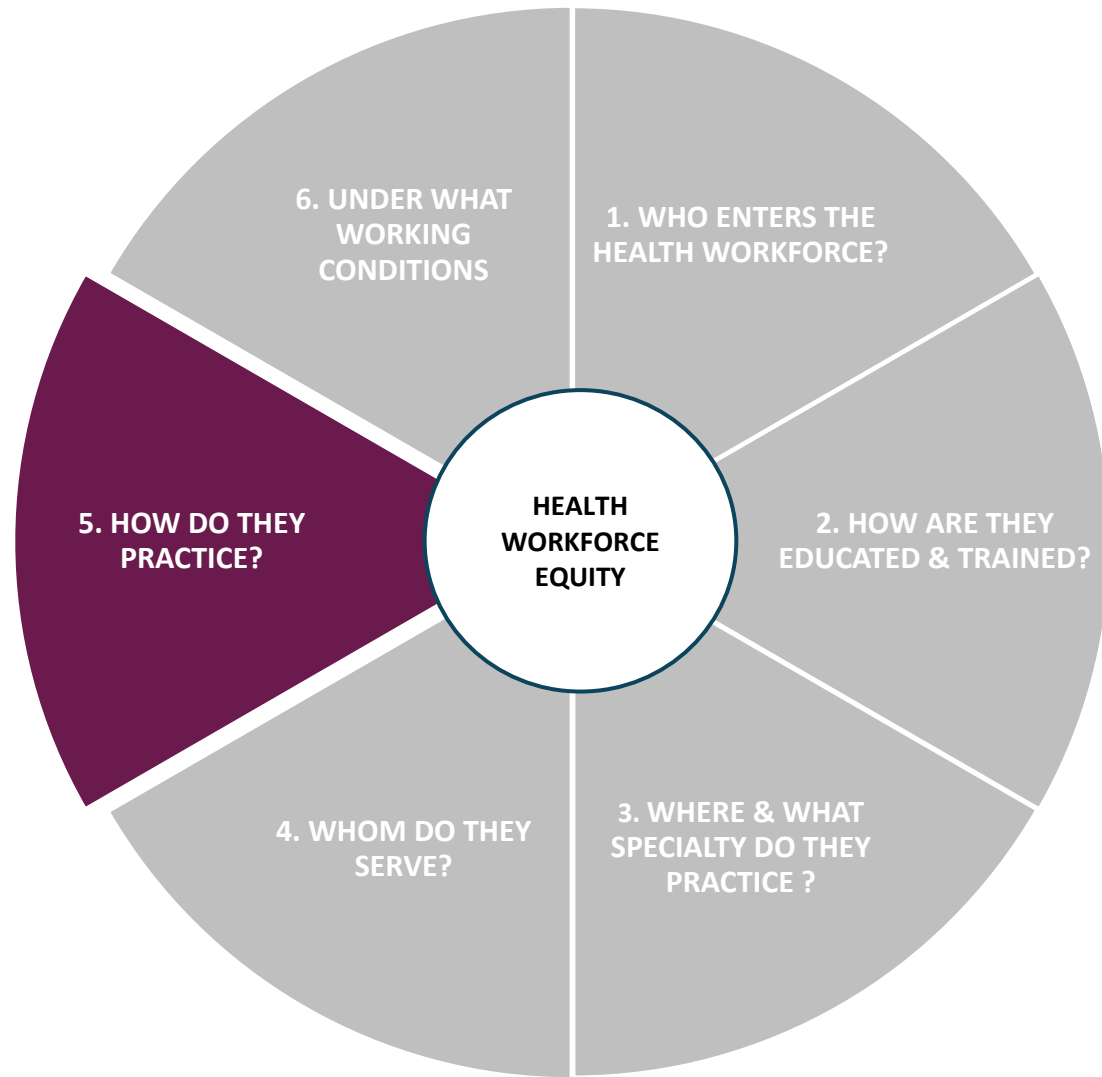 6. UNDER WHAT
WORKING
CONDITIONS
1. WHO ENTERS THE
HEALTH WORKFORCE?
5. HOW DO THEY
PRACTICE?
HEALTH
WORKFORCE
EQUITY
2. HOW ARE THEY
EDUCATED & TRAINED?
4. WHOM DO THEY
SERVE?
3. WHERE & WHAT
SPECIALTY DO THEY
PRACTICE ?